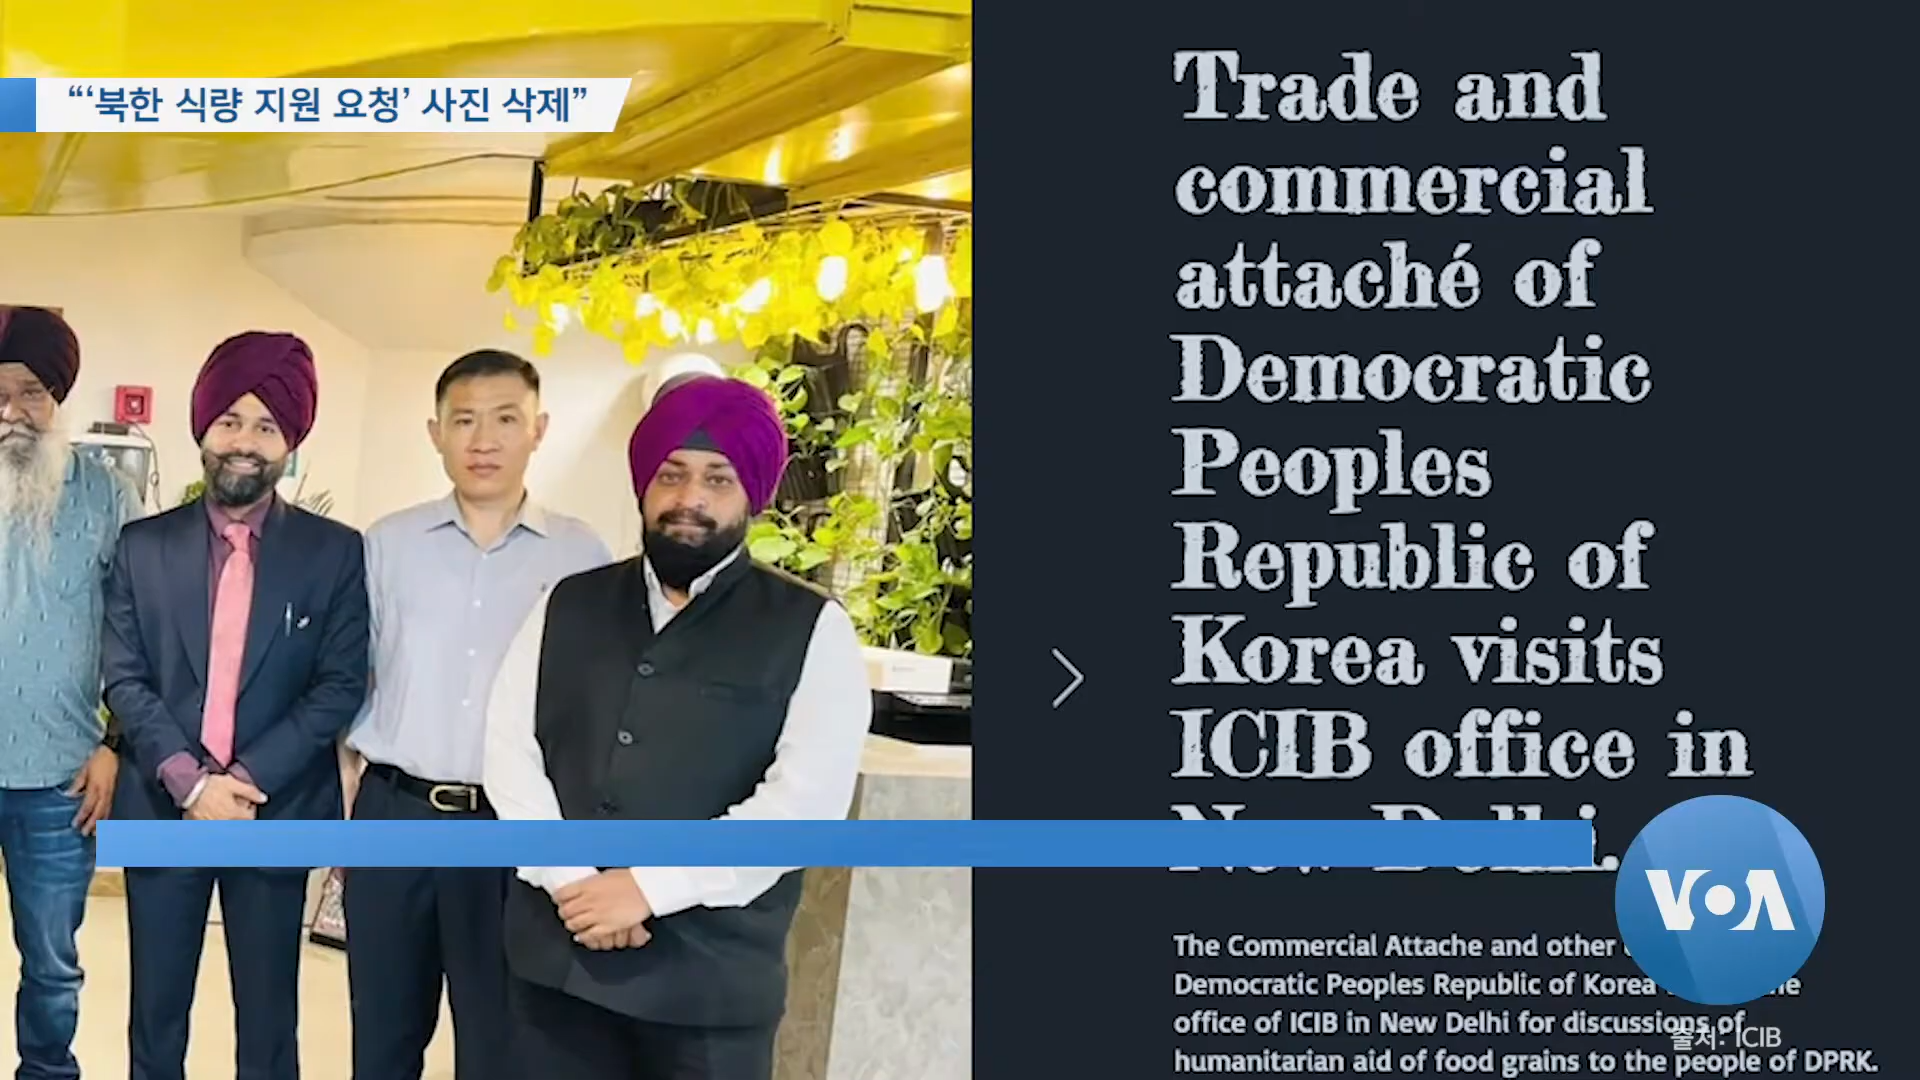 “‘북한 식량 지원 요청’ 사진 삭제”
Trade and
commercial
attaché of
Democratic
Peoples
Republic of
Korea visits
ICIB office in
New Delhi.
VOA
The Commercial Attache and other
Democratic Peoples Republic of Korea
office of ICIB in New Delhi for discussions of
humanitarian aid of food grains to the people of DPRK.
출처: ICIB